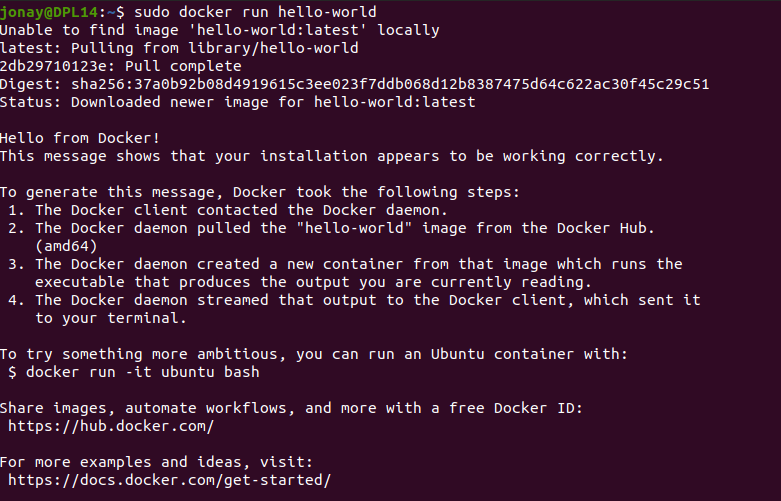 jonay@DPL14:~$ sudo docker run hello-world
Unable to find image 'hello-world:latest' locally
latest: Pulling from library/hello-world
2db29710123e: Pull complete
Digest: sha256:37a0b92b08d4919615c3ee023f7ddb068d12b8387475d64c622ac30f45c29c51
Status: Downloaded newer image for hello-world:latest
Hello from Docker!
This message shows that your installation appears to be working correctly.
To generate this message, Docker took the following steps:
1. The Docker client contacted the Docker daemon.
2. The Docker daemon pulled the "hello-world" image from the Docker Hub.
(amd64)
3. The Docker daemon created a new container from that image which runs the
executable that produces the output you are currently reading.
4. The Docker daemon streamed that output to the Docker client, which sent it
to your terminal.
To try something more ambitious, you can run an Ubuntu container with:
$ docker run -it ubuntu bash
Share images, automate workflows, and more with a free Docker ID:
https://hub.docker.com/
For more examples and ideas, visit:
https://docs.docker.com/get-started/